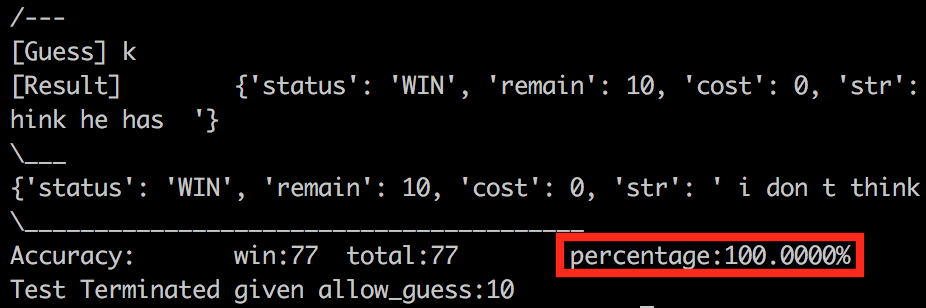 /---
[Guess] k
[Result]        {'status': 'WIN', 'remain': 10, 'cost': 0, 'str':
hink he has  '}
\___
{'status': 'WIN', 'remain': 10, 'cost': 0, 'str': ' i don t think
\________________________________________
Accuracy:       win:77  total:77        percentage:100.0000%
Test Terminated given allow_guess:10